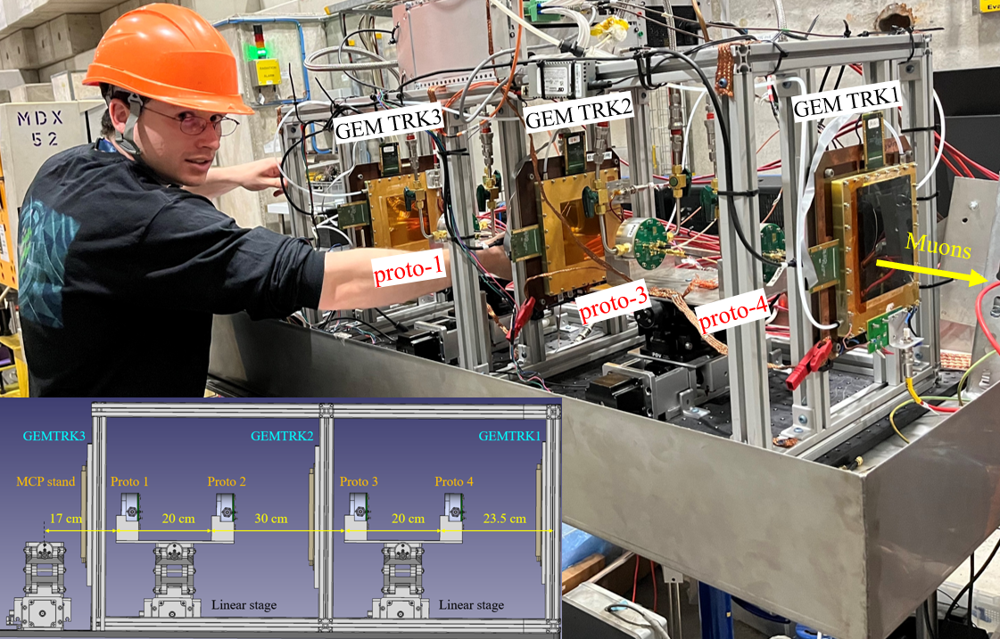 MDX
52
GEM TRK3
GEM TRK2
GEM TRK1
Muons
proto-1
proto-3
proto-4
GEMTRK3
GEMTRK2
GEMTRK1
MCP stand
Proto 1
Proto 2
Proto 3
Proto 4
17 cm
20 cm
30 cm
20 cm
23.5 cm
Linear stage
Linear stage